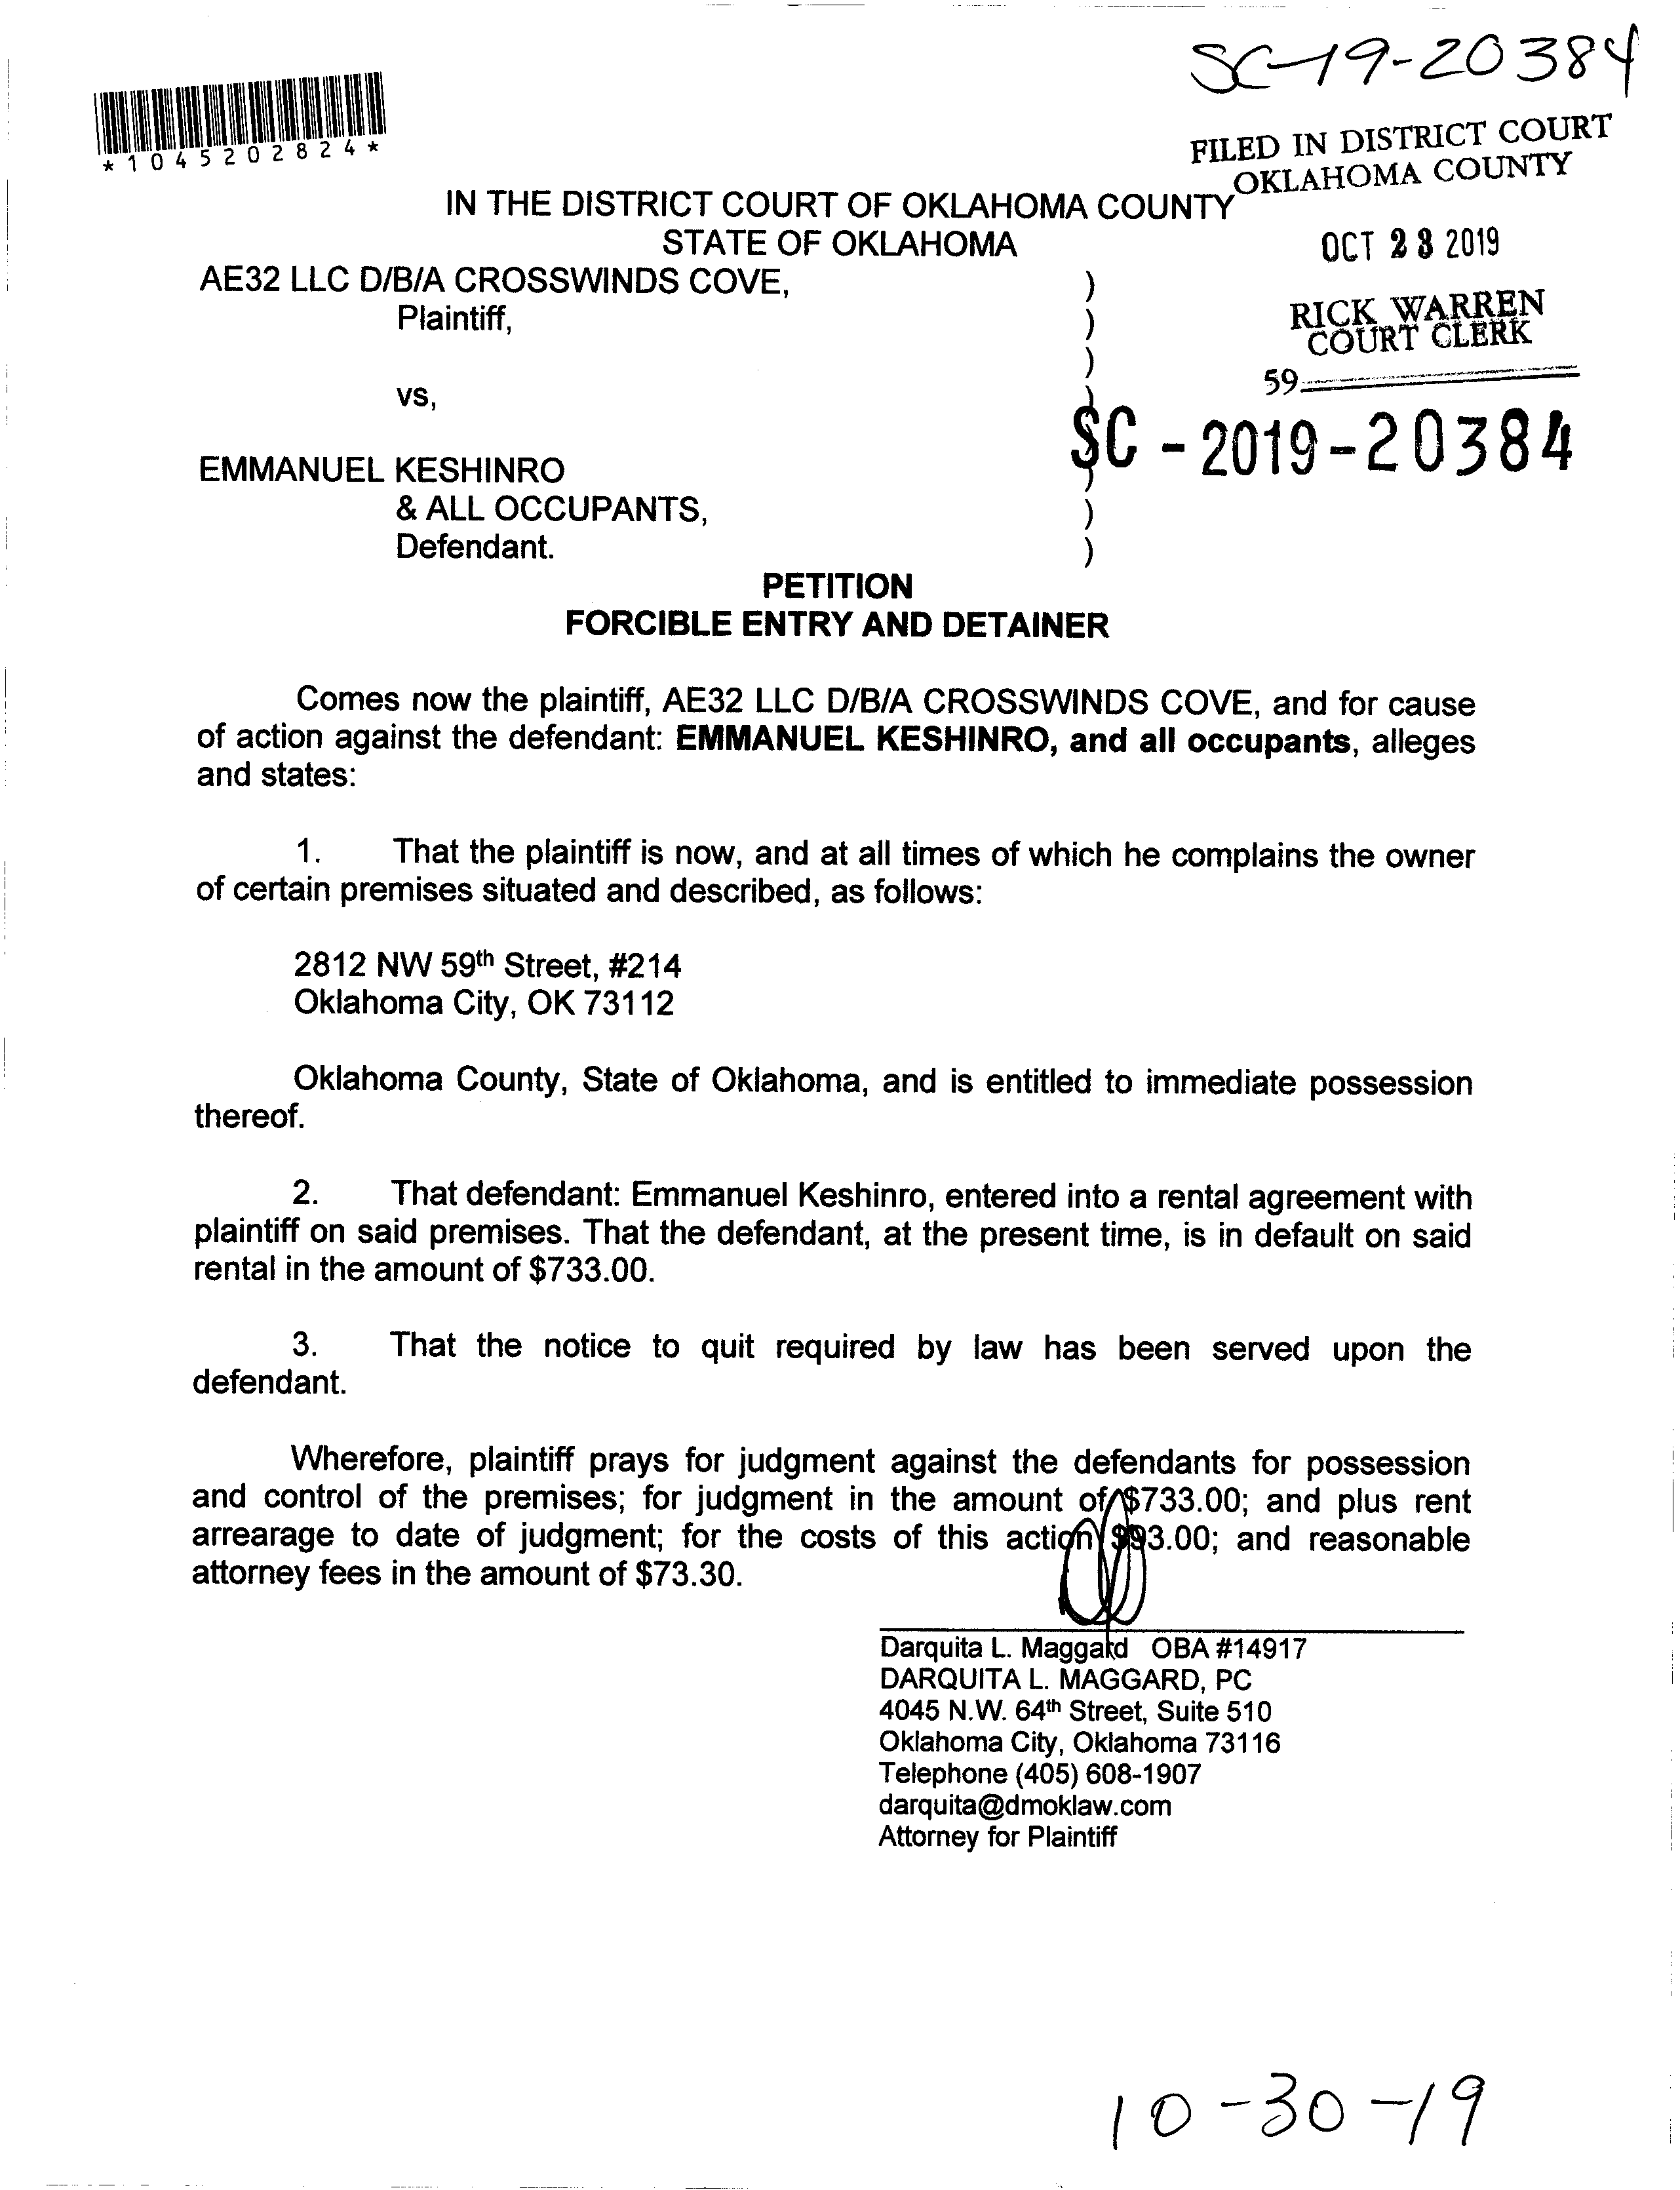 SC-19-20384
*1045202824*
FILED IN DISTRICT COURT
OKLAHOMA COUNTY
IN THE DISTRICT COURT OF OKLAHOMA COUNTY
STATE OF OKLAHOMA
OCT 23 2019
AE32 LLC D/B/A CROSSWINDS COVE, )
Plaintiff, )
RICK WARREN
COURT CLERK
)
59
vs, )
SC - 2019-20384
EMMANUEL KESHINRO )
& ALL OCCUPANTS, )
Defendant. )
PETITION
FORCIBLE ENTRY AND DETAINER
Comes now the plaintiff, AE32 LLC D/B/A CROSSWINDS COVE, and for cause
of action against the defendant: EMMANUEL KESHINRO, and all occupants, alleges
and states:
1. That the plaintiff is now, and at all times of which he complains the owner
of certain premises situated and described, as follows:
2812 NW 59th Street, #214
Oklahoma City, OK 73112
Oklahoma County, State of Oklahoma, and is entitled to immediate possession
thereof.
2. That defendant: Emmanuel Keshinro, entered into a rental agreement with
plaintiff on said premises. That the defendant, at the present time, is in default on said
rental in the amount of $733.00.
3. That the notice to quit required by law has been served upon the
defendant.
Wherefore, plaintiff prays for judgment against the defendants for possession
and control of the premises; for judgment in the amount of $733.00; and plus rent
arrearage to date of judgment; for the costs of this action $93.00; and reasonable
attorney fees in the amount of $73.30.
Darquita L. Maggard OBA #14917
DARQUITA L. MAGGARD, PC
4045 N.W. 64th Street, Suite 510
Oklahoma City, Oklahoma 73116
Telephone (405) 608-1907
darquita@dmoklaw.com
Attorney for Plaintiff
10-30-19